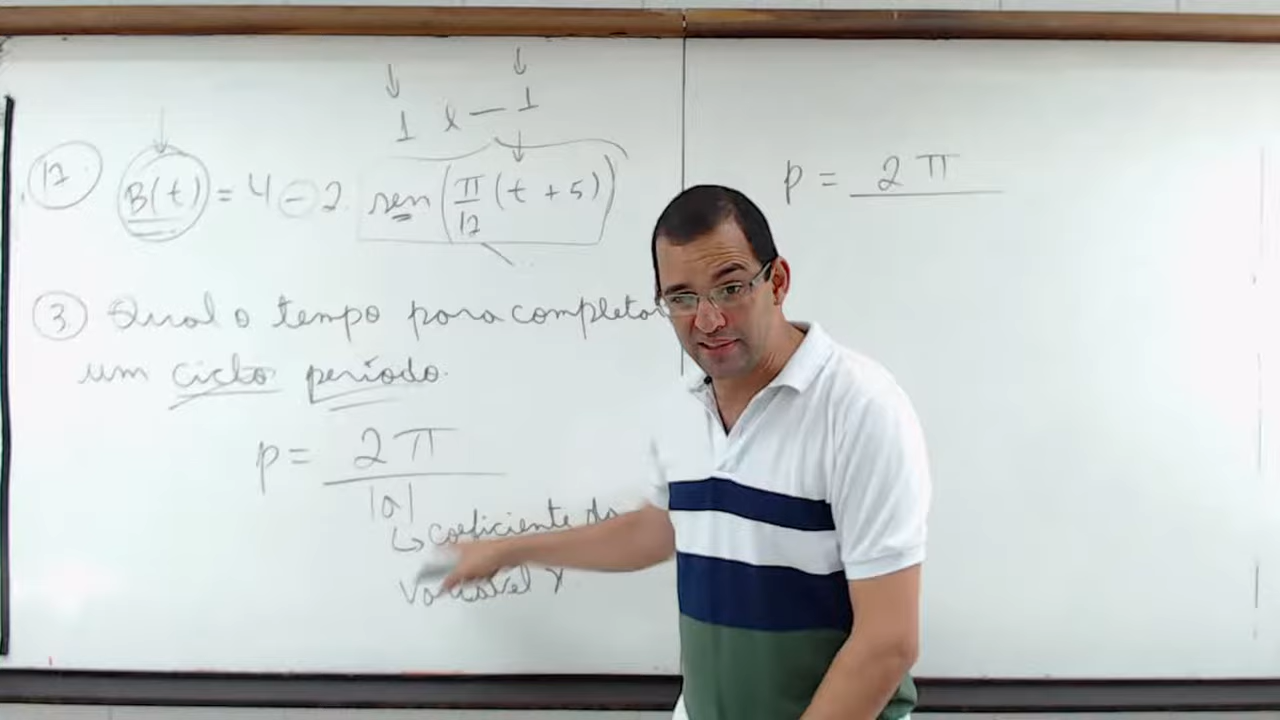 1 e — 1
12 B(t) = 4 - 2 sen(π/12 (t + 5))
3 Qual o tempo para completar
um ciclo período.
p = 2π/|a|
coeficiente da
variável x
p = 2π